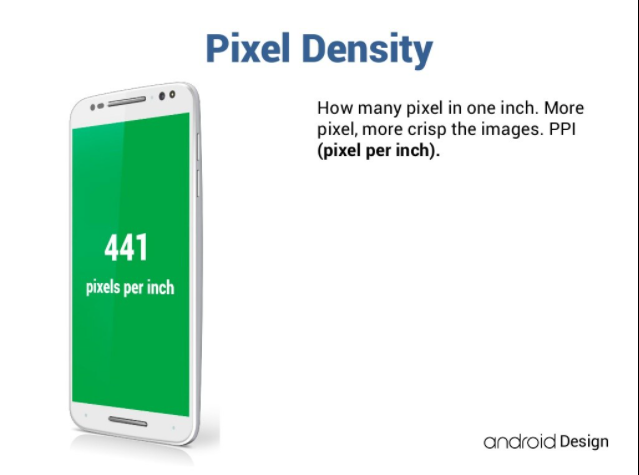 Pixel Density
441
pixels per inch
How many pixel in one inch. More
pixel, more crisp the images. PPI
(pixel per inch).
android Design